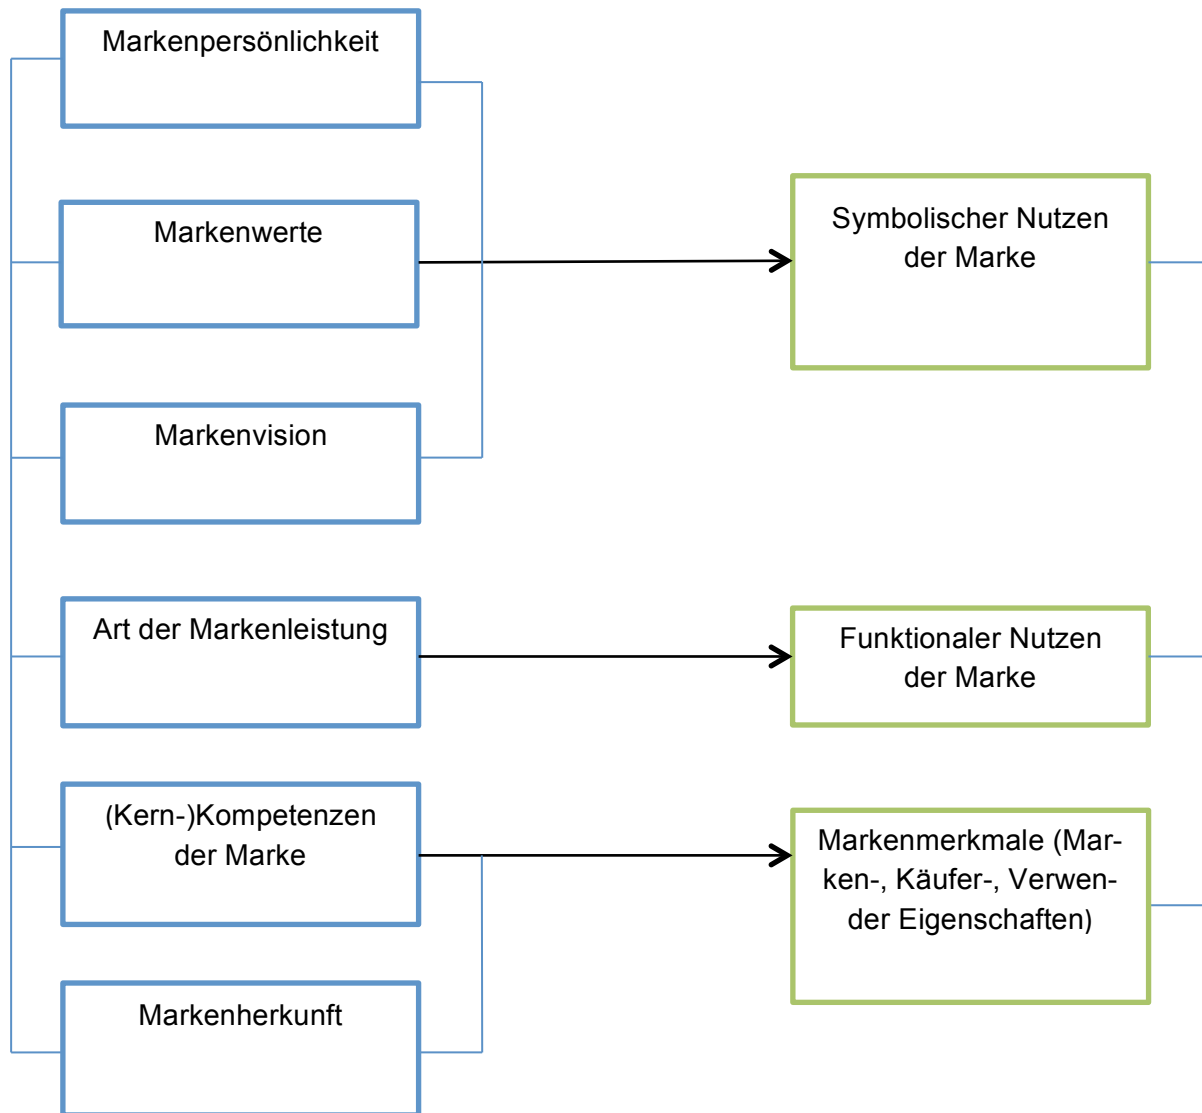 Markenpersönlichkeit
Markenwerte
Symbolischer Nutzen
der Marke
Markenvision
Art der Markenleistung
Funktionaler Nutzen
der Marke
(Kern-)Kompetenzen
der Marke
Markenmerkmale (Mar-
ken-, Käufer-, Verwen-
der Eigenschaften)
Markenherkunft